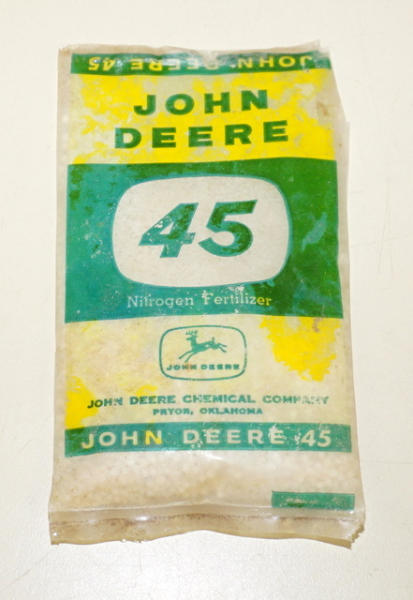 JOHN DEERE 45
JOHN
DEERE
45
Nitrogen Fertilizer
JOHN DEERE
JOHN DEERE CHEMICAL COMPANY
PRYOR, OKLAHOMA
JOHN DEERE 45